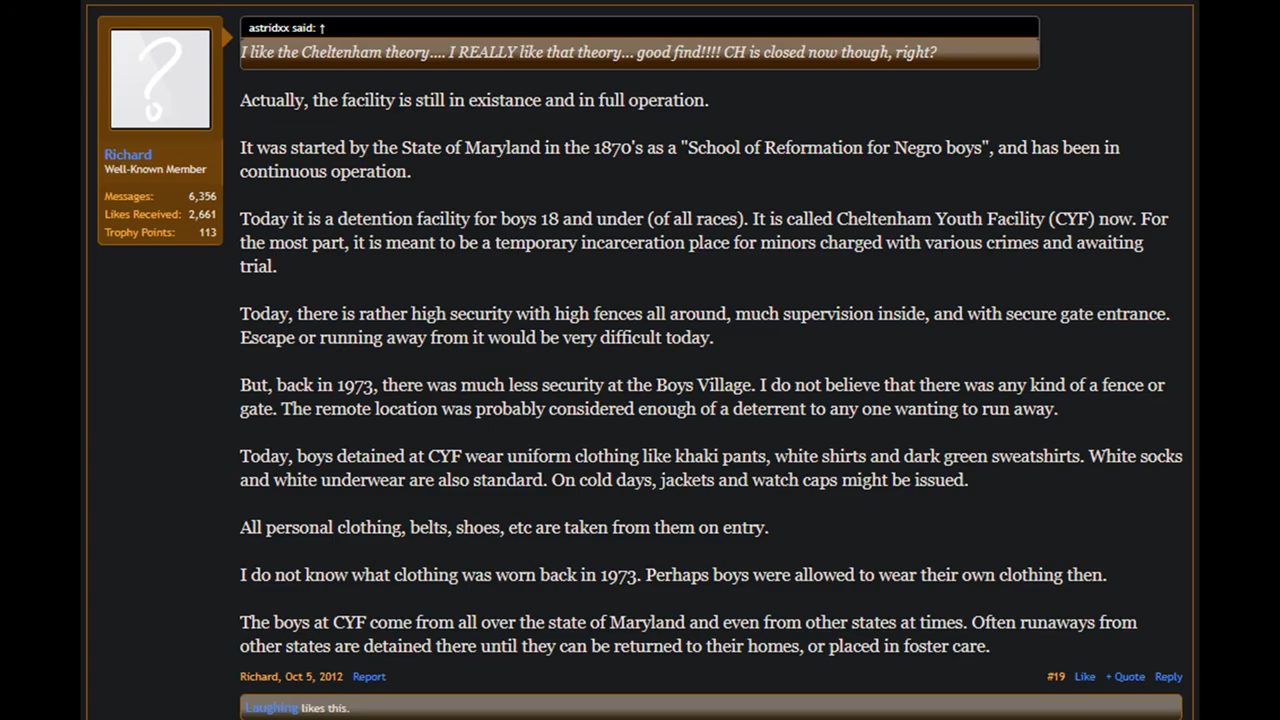 astridxx said: ↑
I like the Cheltenham theory.... I REALLY like that theory... good find!!!! CH is closed now though, right?
Richard
Well-Known Member
Messages: 6,356
Likes Received: 2,661
Trophy Points: 113
Actually, the facility is still in existance and in full operation.
It was started by the State of Maryland in the 1870's as a "School of Reformation for Negro boys", and has been in
continuous operation.
Today it is a detention facility for boys 18 and under (of all races). It is called Cheltenham Youth Facility (CYF) now. For
the most part, it is meant to be a temporary incarceration place for minors charged with various crimes and awaiting
trial.
Today, there is rather high security with high fences all around, much supervision inside, and with secure gate entrance.
Escape or running away from it would be very difficult today.
But, back in 1973, there was much less security at the Boys Village. I do not believe that there was any kind of a fence or
gate. The remote location was probably considered enough of a deterrent to any one wanting to run away.
Today, boys detained at CYF wear uniform clothing like khaki pants, white shirts and dark green sweatshirts. White socks
and white underwear are also standard. On cold days, jackets and watch caps might be issued.
All personal clothing, belts, shoes, etc are taken from them on entry.
I do not know what clothing was worn back in 1973. Perhaps boys were allowed to wear their own clothing then.
The boys at CYF come from all over the state of Maryland and even from other states at times. Often runaways from
other states are detained there until they can be returned to their homes, or placed in foster care.
Richard, Oct 5, 2012 Report #19 Like + Quote Reply
Laughing likes this.